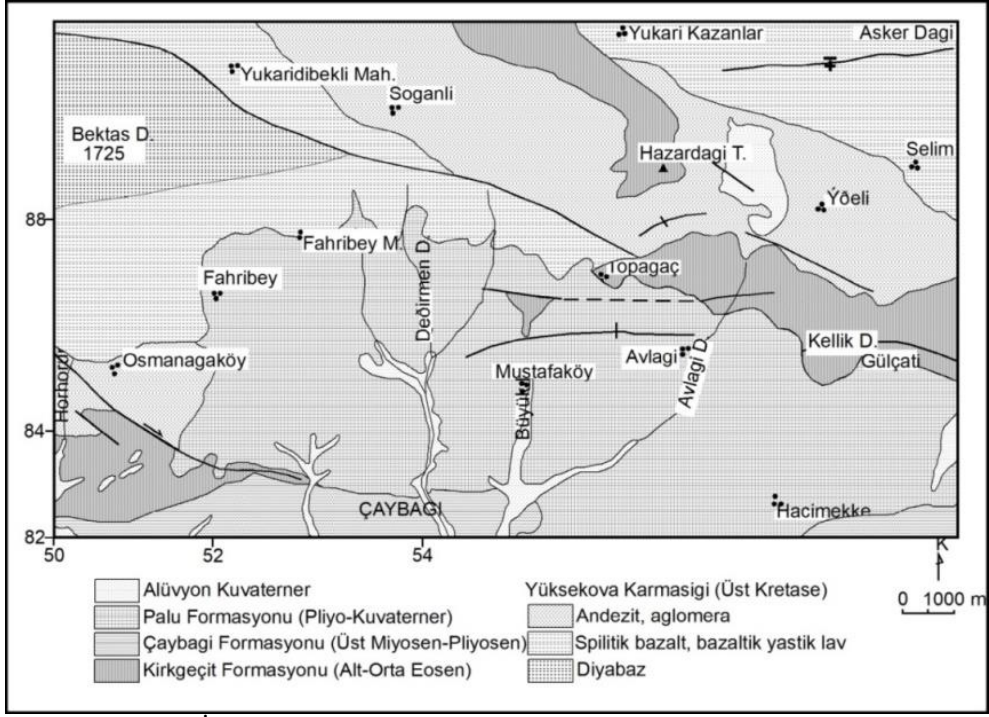 Yukari Kazanlar
Asker Dagi
Yukaridibekli Mah.
Soganli
Bektas D.
1725
Hazardagi T.
Selim
Ýðeli
88
Fahribey M.
Deðirmen D.
Topagaç
Fahribey
Kellik D.
Gülçati
Osmanagaköy
Horhordr
Mustafaköy
Avlagi
Avlagi D.
Büyük
84
ÇAYBAGI
Hacimekke
82
50
52
54
K
Alüvyon Kuvaterner
Palu Formasyonu (Pliyo-Kuvaterner)
Çaybagi Formasyonu (Üst Miyosen-Pliyosen)
Kirkgeçit Formasyonu (Alt-Orta Eosen)
Yüksekova Karmasigi (Üst Kretase)
Andezit, aglomera
Spilitik bazalt, bazaltik yastik lav
Diyabaz
0 1000 m